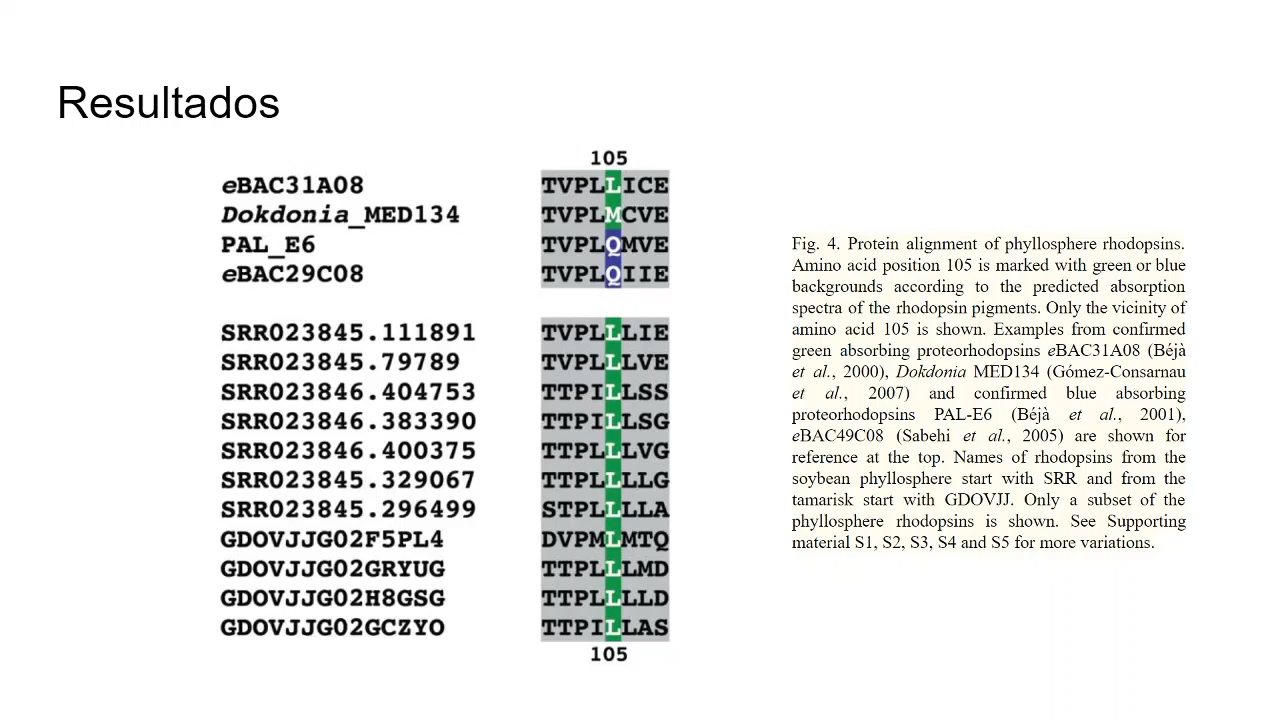 Resultados
105
eBAC31A08 TVPLLICE
Dokdonia_MED134 TVPLMCVE
PAL_E6 TVPLQMVE
eBAC29C08 TVPLQIIE
SRR023845.111891 TVPLLLIE
SRR023845.79789 TVPLLLVE
SRR023846.404753 TTPILLSS
SRR023846.383390 TTPILLSG
SRR023846.400375 TTPLLLVG
SRR023845.329067 TTPLLLLG
SRR023845.296499 STPLLLLA
GDOVJJG02F5PL4 DVPMLMTQ
GDOVJJG02GRYUG TTPLLLMD
GDOVJJG02H8GSG TTPLLLLD
GDOVJJG02GCZYO TTPILLAS
105
Fig. 4. Protein alignment of phyllosphere rhodopsins.
Amino acid position 105 is marked with green or blue
backgrounds according to the predicted absorption
spectra of the rhodopsin pigments. Only the vicinity of
amino acid 105 is shown. Examples from confirmed
green absorbing proteorhodopsins eBAC31A08 (Béjà
et al., 2000), Dokdonia MED134 (Gómez-Consarnau
et al., 2007) and confirmed blue absorbing
proteorhodopsins PAL-E6 (Béjà et al., 2001),
eBAC49C08 (Sabehi et al., 2005) are shown for
reference at the top. Names of rhodopsins from the
soybean phyllosphere start with SRR and from the
tamarisk start with GDOVJJ. Only a subset of the
phyllosphere rhodopsins is shown. See Supporting
material S1, S2, S3, S4 and S5 for more variations.